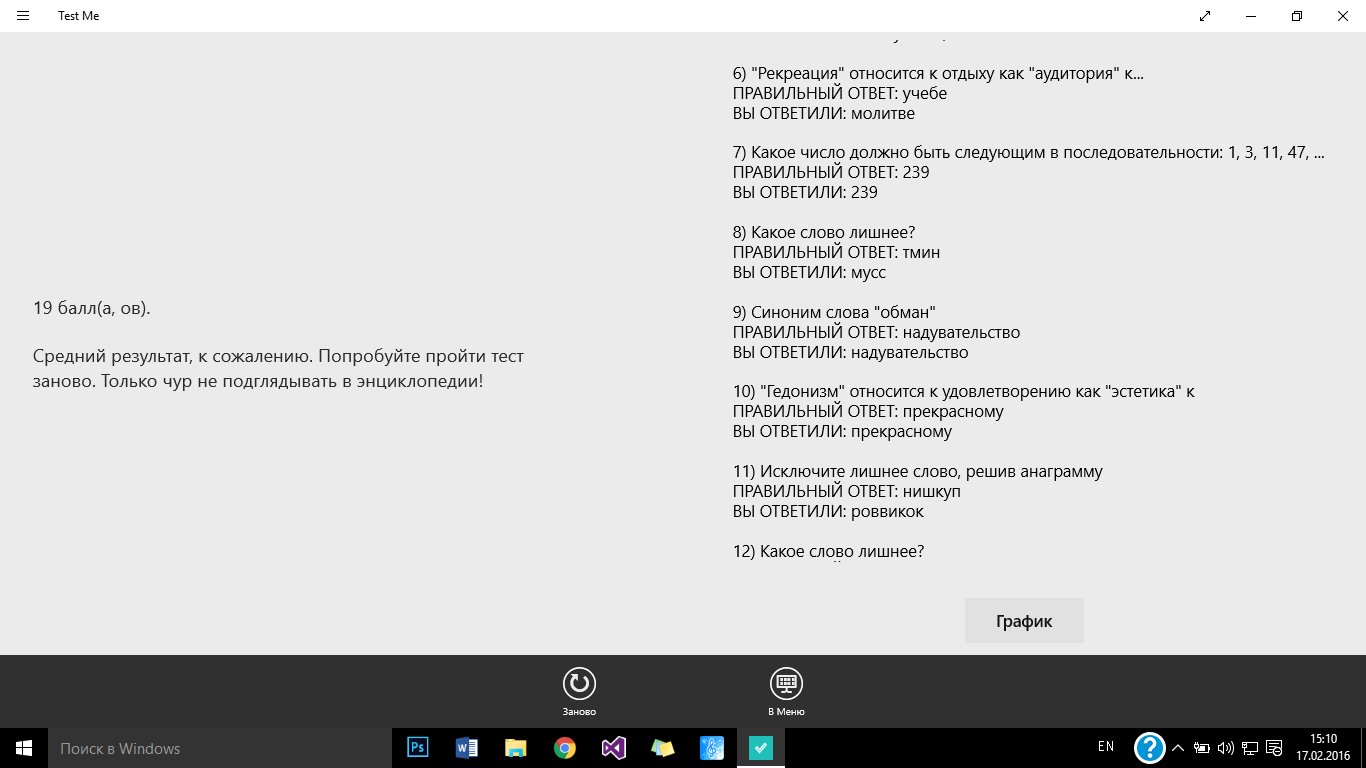 Test Me
19 балл(а, ов).
Средний результат, к сожалению. Попробуйте пройти тест
заново. Только чур не подглядывать в энциклопедии!
6) "Рекреация" относится к отдыху как "аудитория" к...
ПРАВИЛЬНЫЙ ОТВЕТ: учебе
ВЫ ОТВЕТИЛИ: молитве
7) Какое число должно быть следующим в последовательности: 1, 3, 11, 47, ...
ПРАВИЛЬНЫЙ ОТВЕТ: 239
ВЫ ОТВЕТИЛИ: 239
8) Какое слово лишнее?
ПРАВИЛЬНЫЙ ОТВЕТ: тмин
ВЫ ОТВЕТИЛИ: мусс
9) Синоним слова "обман"
ПРАВИЛЬНЫЙ ОТВЕТ: надувательство
ВЫ ОТВЕТИЛИ: надувательство
10) "Гедонизм" относится к удовлетворению как "эстетика" к
ПРАВИЛЬНЫЙ ОТВЕТ: прекрасному
ВЫ ОТВЕТИЛИ: прекрасному
11) Исключите лишнее слово, решив анаграмму
ПРАВИЛЬНЫЙ ОТВЕТ: нишкуп
ВЫ ОТВЕТИЛИ: роввикок
12) Какое слово лишнее?
График
Заново
В Меню
Поиск в Windows
Ps
EN
15:10
17.02.2016